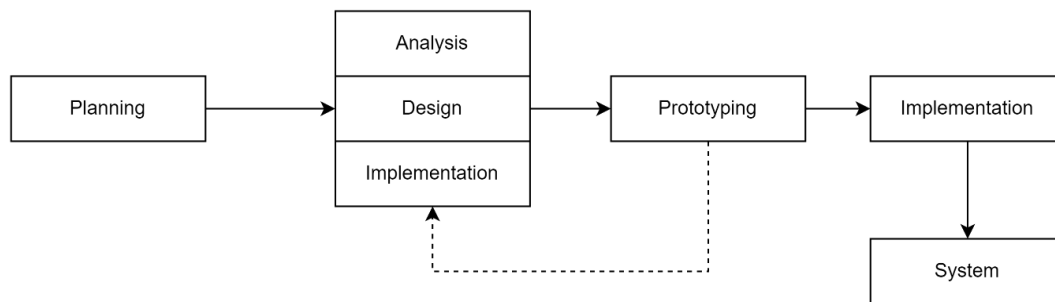 Planning
Analysis
Design
Implementation
Prototyping
Implementation
System